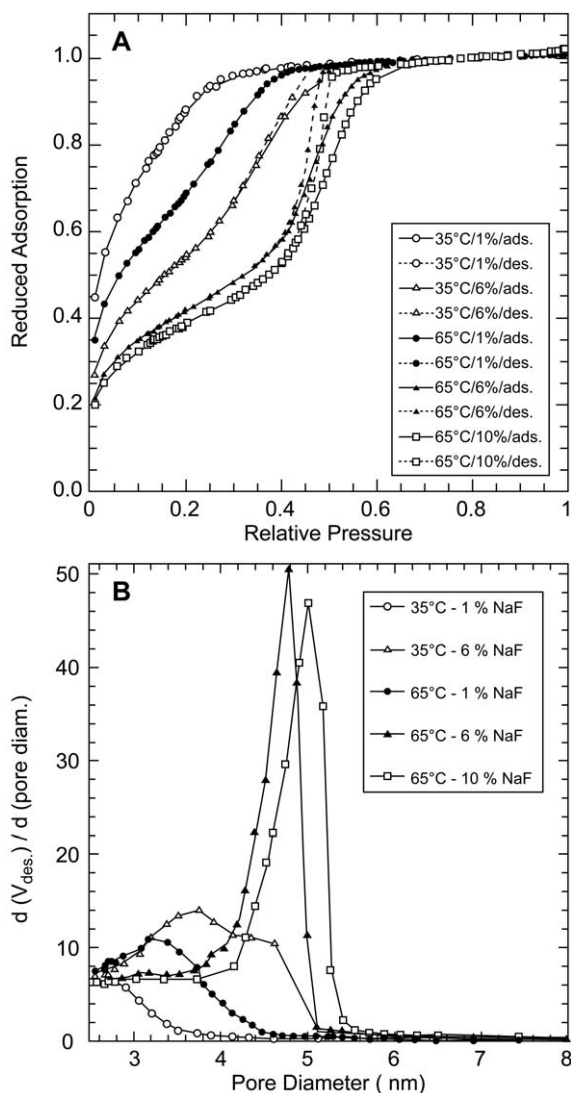 A
1.0
0.8
0.6
0.4
0.2
0.0
Reduced Adsorption
35°C/1%/ads.
35°C/1%/des.
35°C/6%/ads.
35°C/6%/des.
65°C/1%/ads.
65°C/1%/des.
65°C/6%/ads.
65°C/6%/des.
65°C/10%/ads.
65°C/10%/des.
0 0.2 0.4 0.6 0.8 1
Relative Pressure
B
50
40
30
20
10
0
d (Vdes.) / d (pore diam.)
35°C - 1 % NaF
35°C - 6 % NaF
65°C - 1 % NaF
65°C - 6 % NaF
65°C - 10 % NaF
3 4 5 6 7 8
Pore Diameter ( nm)